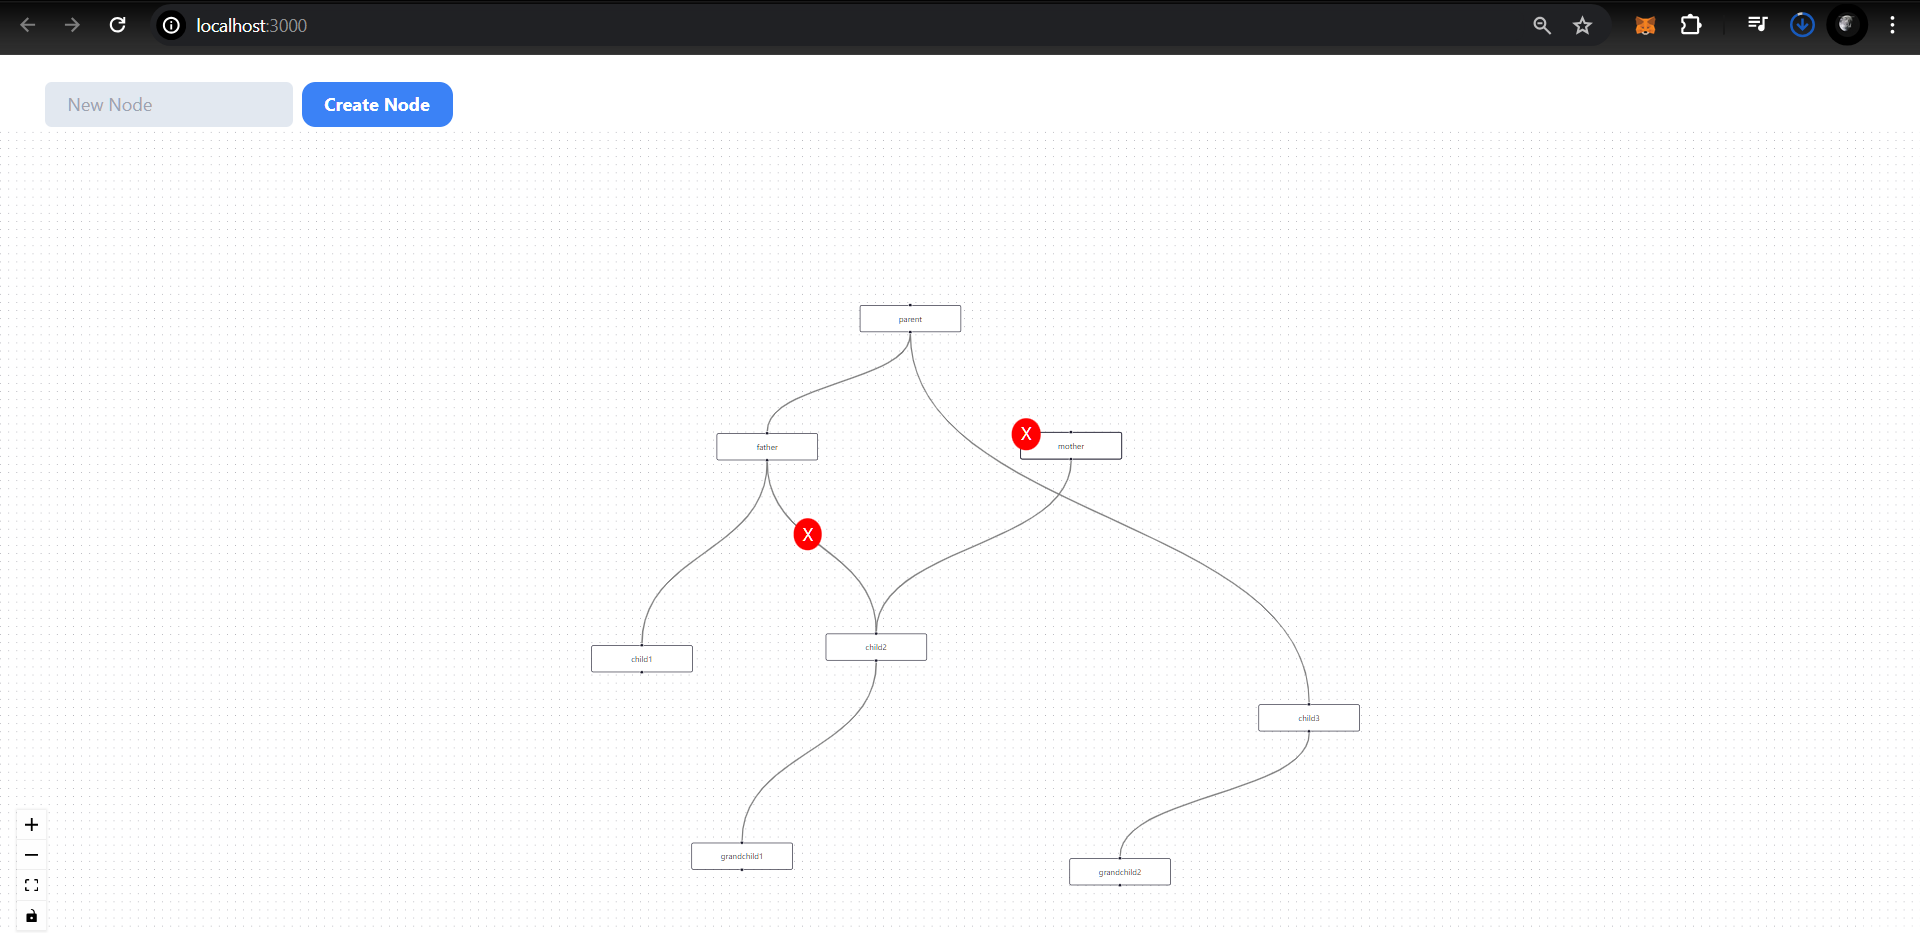 localhost:3000
New Node
Create Node
parent
father
X
mother
X
child1
child2
child3
grandchild1
grandchild2